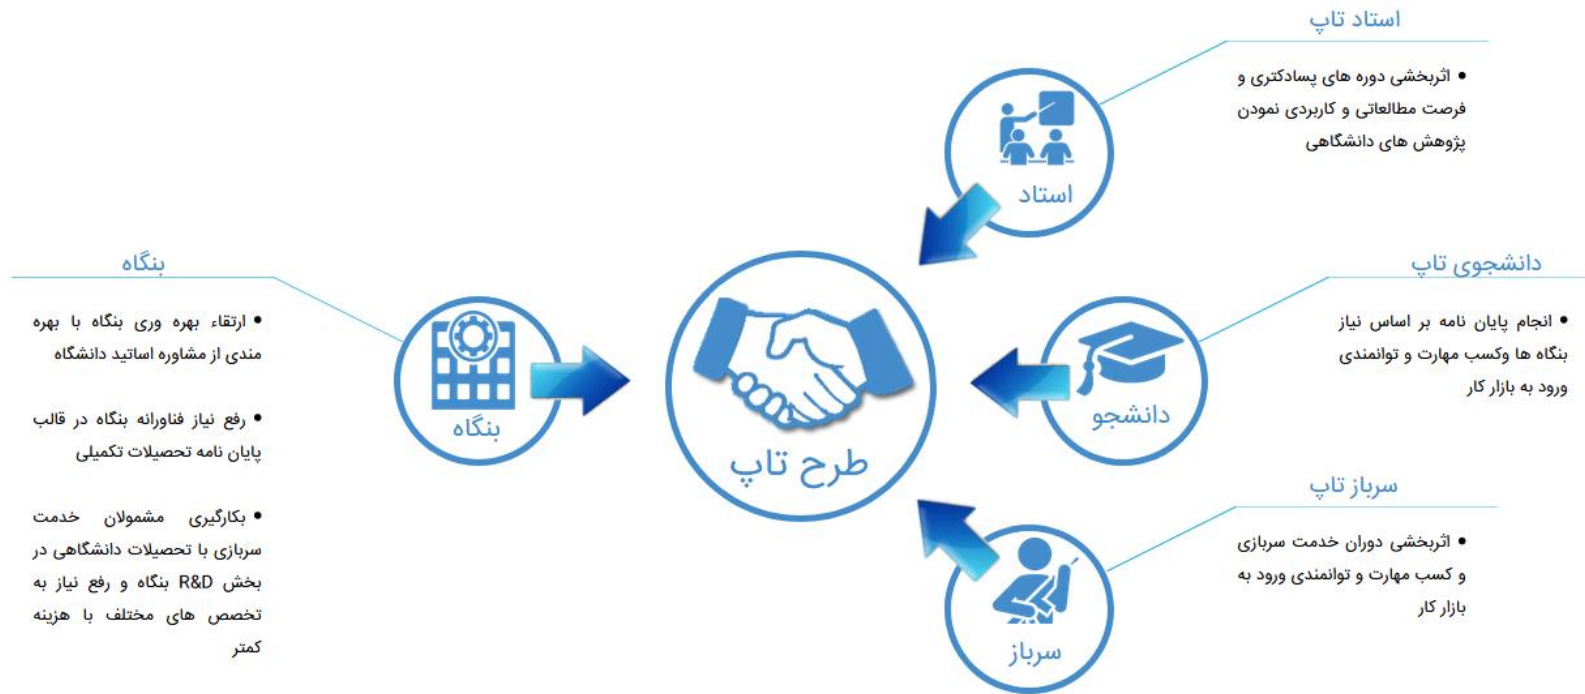 استاد تاپ
• اثربخشی دوره های پسادکتری و
فرصت مطالعاتی و کاربردی نمودن
پژوهش های دانشگاهی
استاد
دانشجوی تاپ
• انجام پایان نامه بر اساس نیاز
بنگاه ها وکسب مهارت و توانمندی
ورود به بازار کار
دانشجو
سرباز تاپ
• اثربخشی دوران خدمت سربازی
و کسب مهارت و توانمندی ورود به
بازار کار
سرباز
طرح تاپ
بنگاه
بنگاه
• ارتقاء بهره وری بنگاه با بهره
مندی از مشاوره اساتید دانشگاه
• رفع نیاز فناورانه بنگاه در قالب
پایان نامه تحصیلات تکمیلی
• بکارگیری مشمولان خدمت
سربازی با تحصیلات دانشگاهی در
بخش R&D بنگاه و رفع نیاز به
تخصص های مختلف با هزینه
کمتر